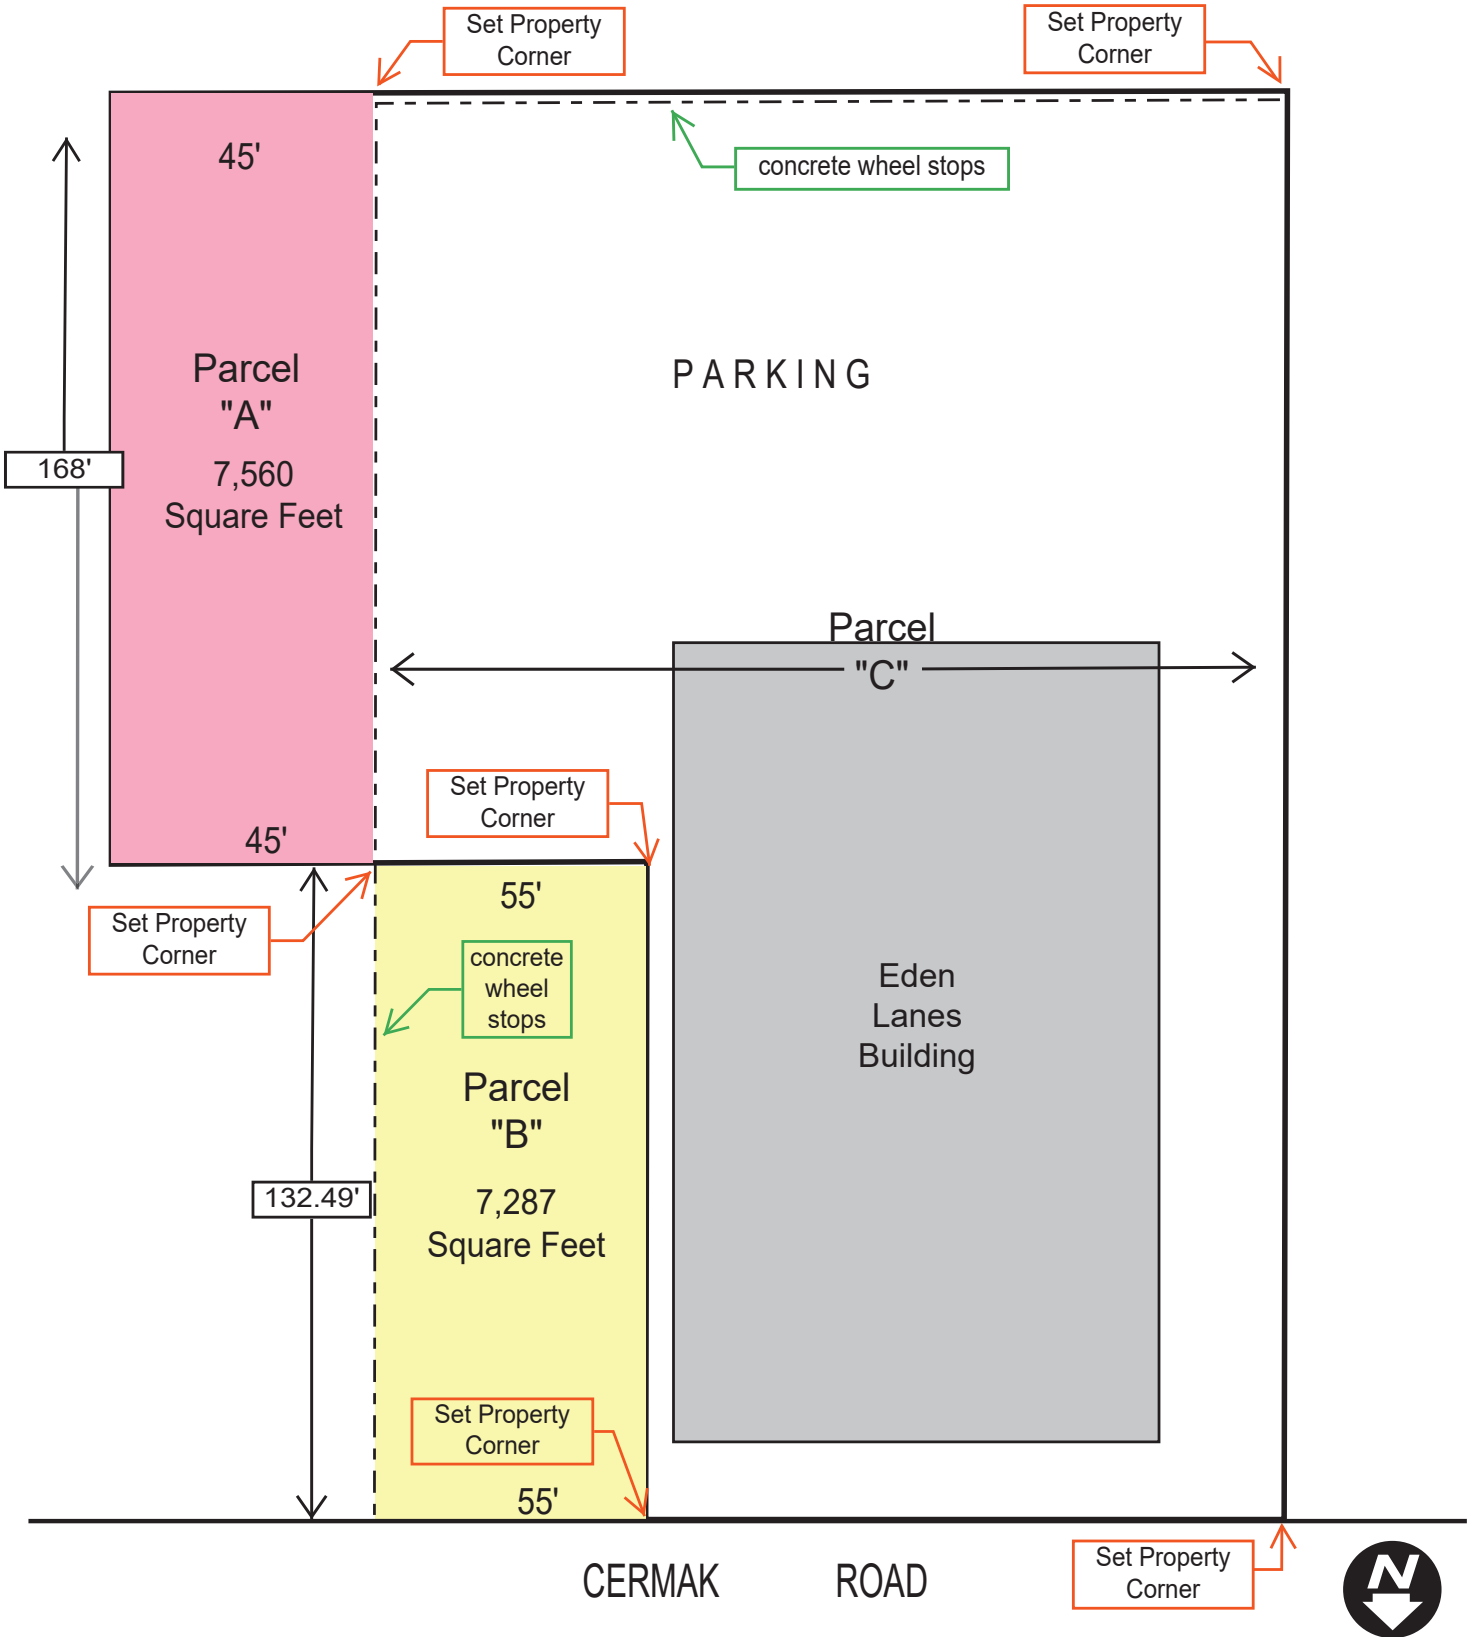 Set Property
Corner
Set Property
Corner
45'
concrete wheel stops
PARKING
Parcel
"A"
168'
7,560
Square Feet
Parcel
"C"
Set Property
Corner
45'
55'
Set Property
Corner
concrete
wheel
stops
Eden
Lanes
Building
Parcel
"B"
132.49'
7,287
Square Feet
Set Property
Corner
55'
CERMAK ROAD
Set Property
Corner
N